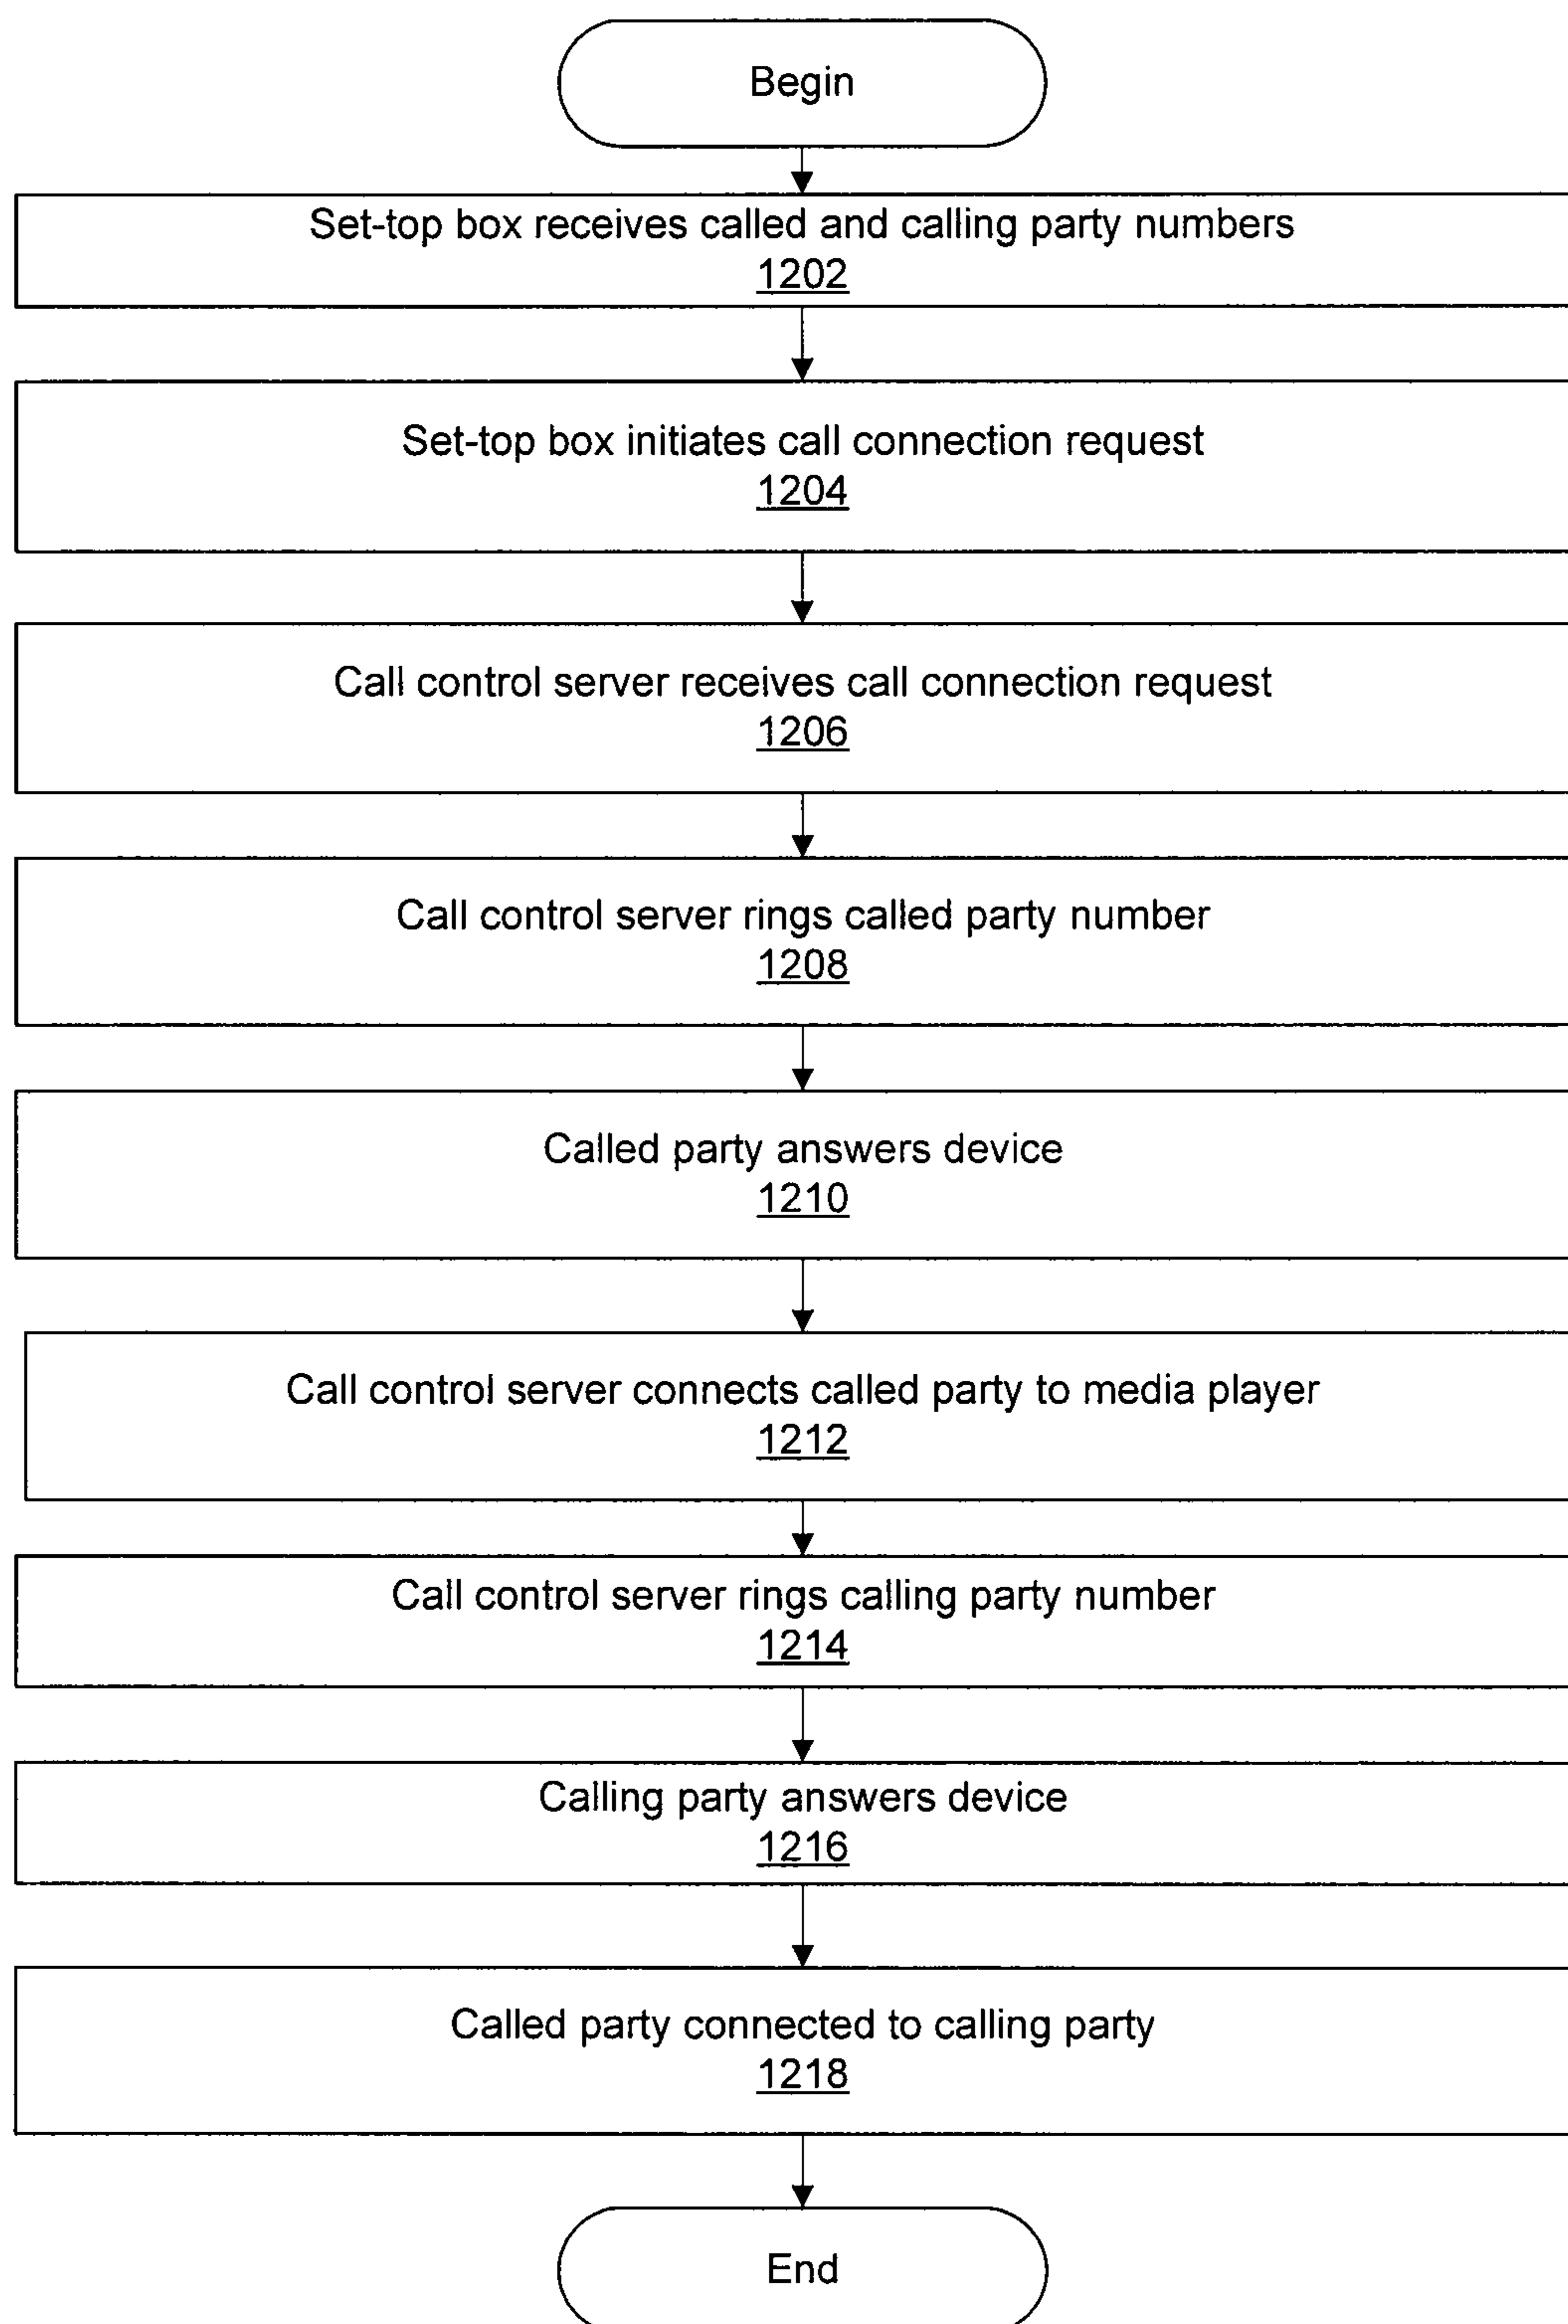 Begin
Set-top box receives called and calling party numbers
1202
Set-top box initiates call connection request
1204
Call control server receives call connection request
1206
Call control server rings called party number
1208
Called party answers device
1210
Call control server connects called party to media player
1212
Call control server rings calling party number
1214
Calling party answers device
1216
Called party connected to calling party
1218
End